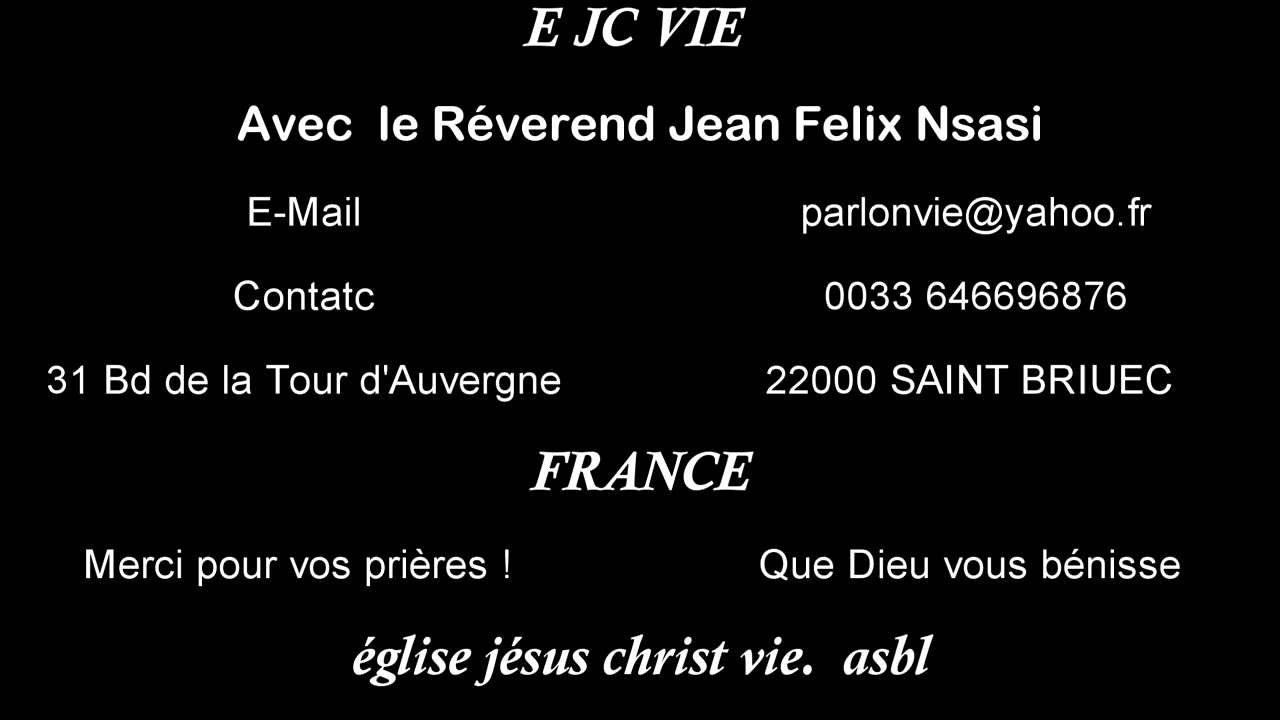 E JC VIE
Avec le Réverend Jean Felix Nsasi
E-Mail parlonvie@yahoo.fr
Contatc 0033 646696876
31 Bd de la Tour d'Auvergne 22000 SAINT BRIUEC
FRANCE
Merci pour vos prières ! Que Dieu vous bénisse
église jésus christ vie. asbl